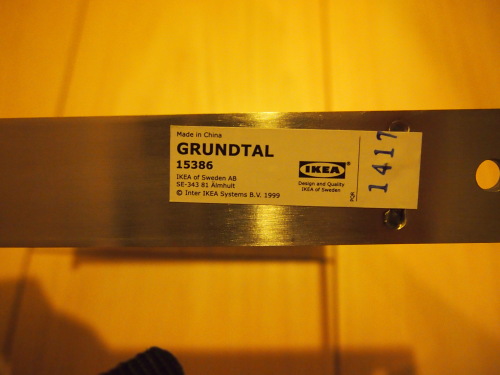 Made in China
GRUNDTAL
15386
IKEA of Sweden AB
SE-343 81 Älmhult
© Inter IKEA Systems B.V. 1999
IKEA®
Design and Quality
IKEA of Sweden
PQR
1417